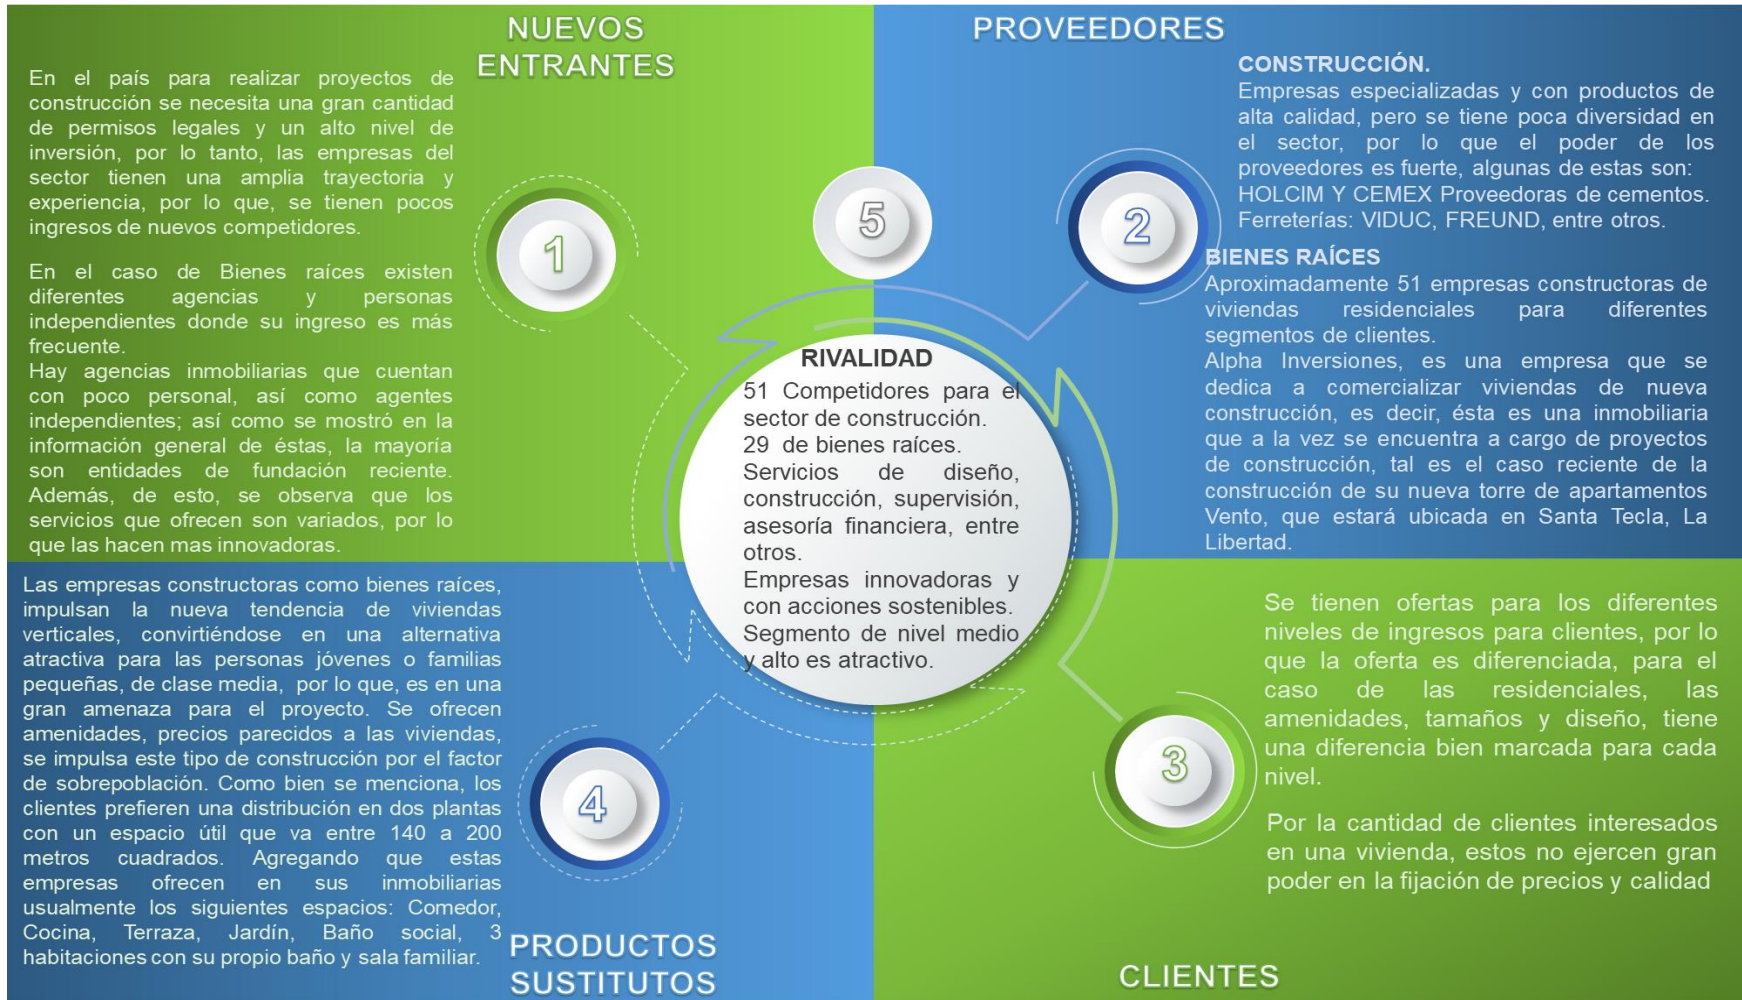 NUEVOS
ENTRANTES
En el país para realizar proyectos de
construcción se necesita una gran cantidad
de permisos legales y un alto nivel de
inversión, por lo tanto, las empresas del
sector tienen una amplia trayectoria y
experiencia, por lo que, se tienen pocos
ingresos de nuevos competidores.
En el caso de Bienes raíces existen
diferentes agencias y personas
independientes donde su ingreso es más
frecuente.
Hay agencias inmobiliarias que cuentan
con poco personal, así como agentes
independientes; así como se mostró en la
información general de éstas, la mayoría
son entidades de fundación reciente.
Además, de esto, se observa que los
servicios que ofrecen son variados, por lo
que las hacen mas innovadoras.
1
PROVEEDORES
CONSTRUCCIÓN.
Empresas especializadas y con productos de
alta calidad, pero se tiene poca diversidad en
el sector, por lo que el poder de los
proveedores es fuerte, algunas de estas son:
HOLCIM Y CEMEX Proveedoras de cementos.
Ferreterías: VIDUC, FREUND, entre otros.
BIENES RAÍCES
Aproximadamente 51 empresas constructoras de
viviendas residenciales para diferentes
segmentos de clientes.
Alpha Inversiones, es una empresa que se
dedica a comercializar viviendas de nueva
construcción, es decir, ésta es una inmobiliaria
que a la vez se encuentra a cargo de proyectos
de construcción, tal es el caso reciente de la
construcción de su nueva torre de apartamentos
Vento, que estará ubicada en Santa Tecla, La
Libertad.
2
5
RIVALIDAD
51 Competidores para el
sector de construcción.
29 de bienes raíces.
Servicios de diseño,
construcción, supervisión,
asesoría financiera, entre
otros.
Empresas innovadoras y
con acciones sostenibles.
Segmento de nivel medio
y alto es atractivo.
Las empresas constructoras como bienes raíces,
impulsan la nueva tendencia de viviendas
verticales, convirtiéndose en una alternativa
atractiva para las personas jóvenes o familias
pequeñas, de clase media, por lo que, es en una
gran amenaza para el proyecto. Se ofrecen
amenidades, precios parecidos a las viviendas,
se impulsa este tipo de construcción por el factor
de sobrepoblación. Como bien se menciona, los
clientes prefieren una distribución en dos plantas
con un espacio útil que va entre 140 a 200
metros cuadrados. Agregando que estas
empresas ofrecen en sus inmobiliarias
usualmente los siguientes espacios: Comedor,
Cocina, Terraza, Jardín, Baño social, 3
habitaciones con su propio baño y sala familiar.
4
PRODUCTOS
SUSTITUTOS
3
Se tienen ofertas para los diferentes
niveles de ingresos para clientes, por lo
que la oferta es diferenciada, para el
caso de las residenciales, las
amenidades, tamaños y diseño, tiene
una diferencia bien marcada para cada
nivel.
Por la cantidad de clientes interesados
en una vivienda, estos no ejercen gran
poder en la fijación de precios y calidad
CLIENTES